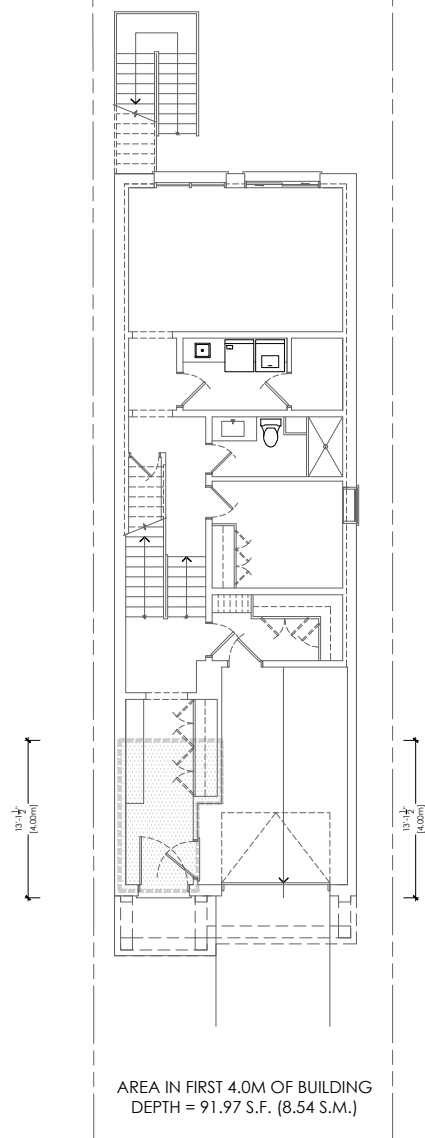 13'-1½"
[4.00m]
13'-1½"
[4.00m]
AREA IN FIRST 4.0M OF BUILDING
DEPTH = 91.97 S.F. (8.54 S.M.)